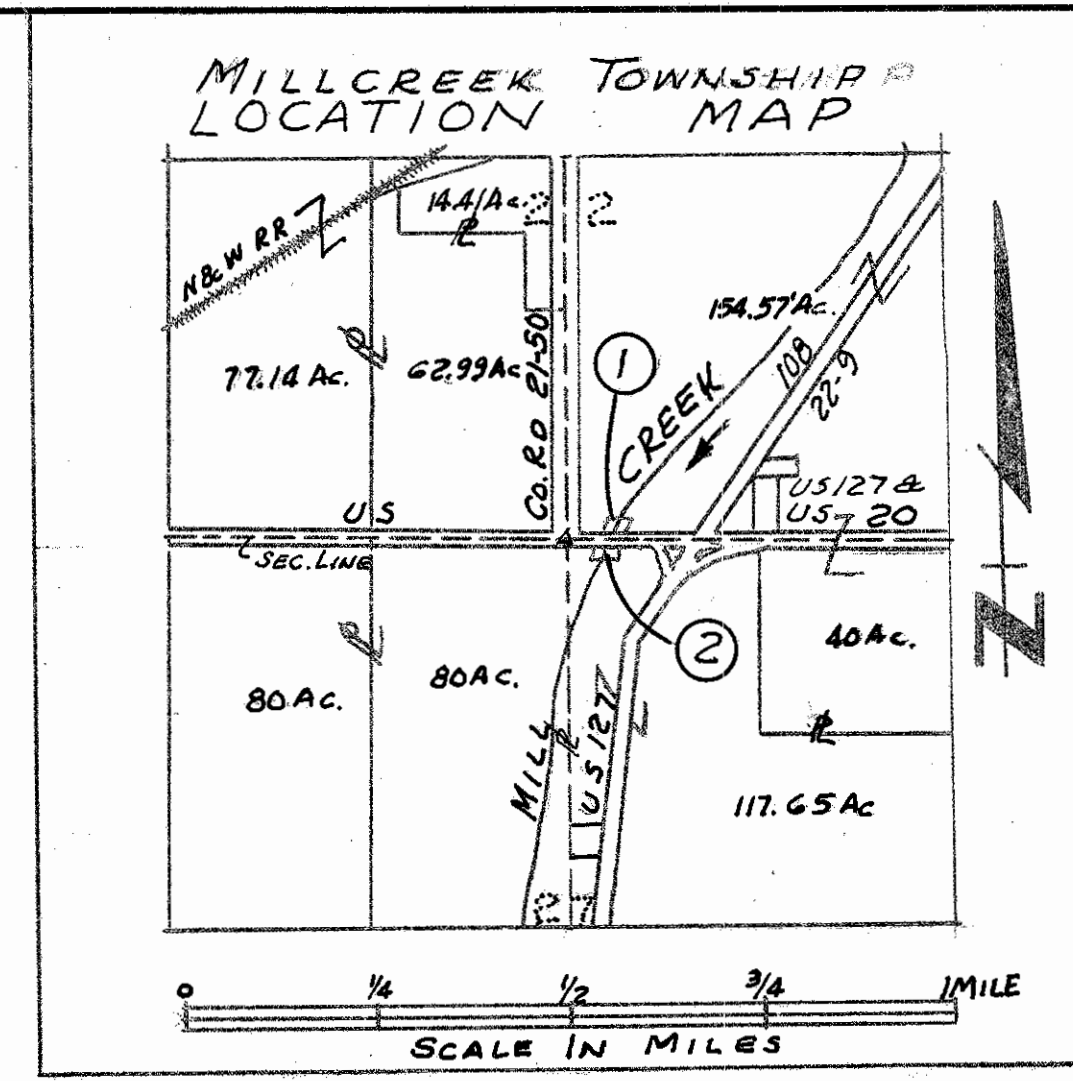 MILLCREEK TOWNSHIP
LOCATION MAP
14.41 Ac
22
N&W RR
154.57 Ac.
77.14 Ac.
62.99 Ac
CO. RD 21-50
1
CREEK
108
22-9
US 127 &
US 20
US
SEC. LINE
2
40 Ac.
80 Ac.
80 Ac.
MILL
US 127
117.65 Ac
27
N
0 1/4 1/2 3/4 1 MILE
SCALE IN MILES